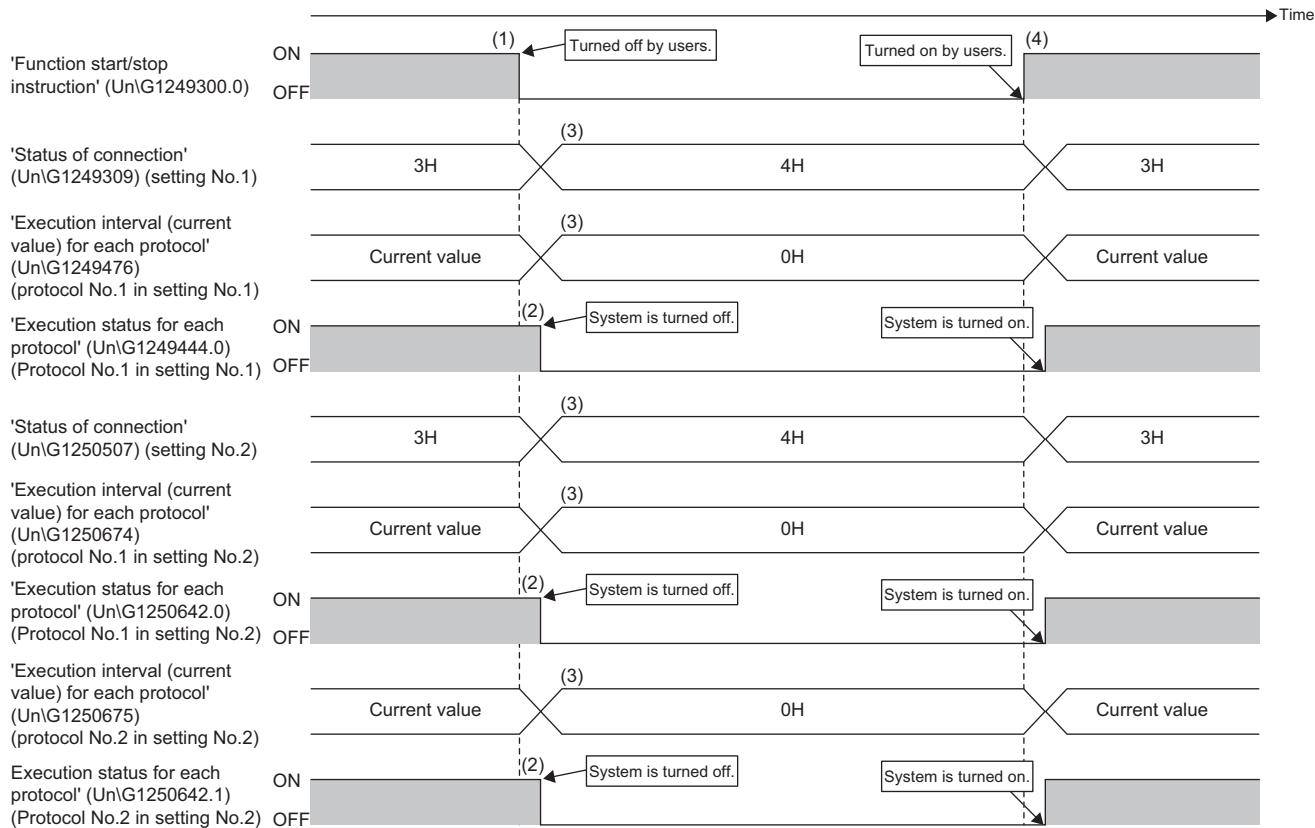 Time
(1)
Turned off by users.
Turned on by users.
(4)
'Function start/stop
instruction' (Un\G1249300.0)
ON
OFF
'Status of connection'
(Un\G1249309) (setting No.1)
3H
(3)
4H
3H
'Execution interval (current
value) for each protocol'
(Un\G1249476)
(protocol No.1 in setting No.1)
Current value
(3)
0H
Current value
'Execution status for each
protocol' (Un\G1249444.0)
(Protocol No.1 in setting No.1)
ON
OFF
(2)
System is turned off.
System is turned on.
'Status of connection'
(Un\G1250507) (setting No.2)
3H
(3)
4H
3H
'Execution interval (current
value) for each protocol'
(Un\G1250674)
(protocol No.1 in setting No.2)
Current value
(3)
0H
Current value
'Execution status for each
protocol' (Un\G1250642.0)
(Protocol No.1 in setting No.2)
ON
OFF
(2)
System is turned off.
System is turned on.
'Execution interval (current
value) for each protocol'
(Un\G1250675)
(protocol No.2 in setting No.2)
Current value
(3)
0H
Current value
Execution status for each
protocol' (Un\G1250642.1)
(Protocol No.2 in setting No.2)
ON
OFF
(2)
System is turned off.
System is turned on.